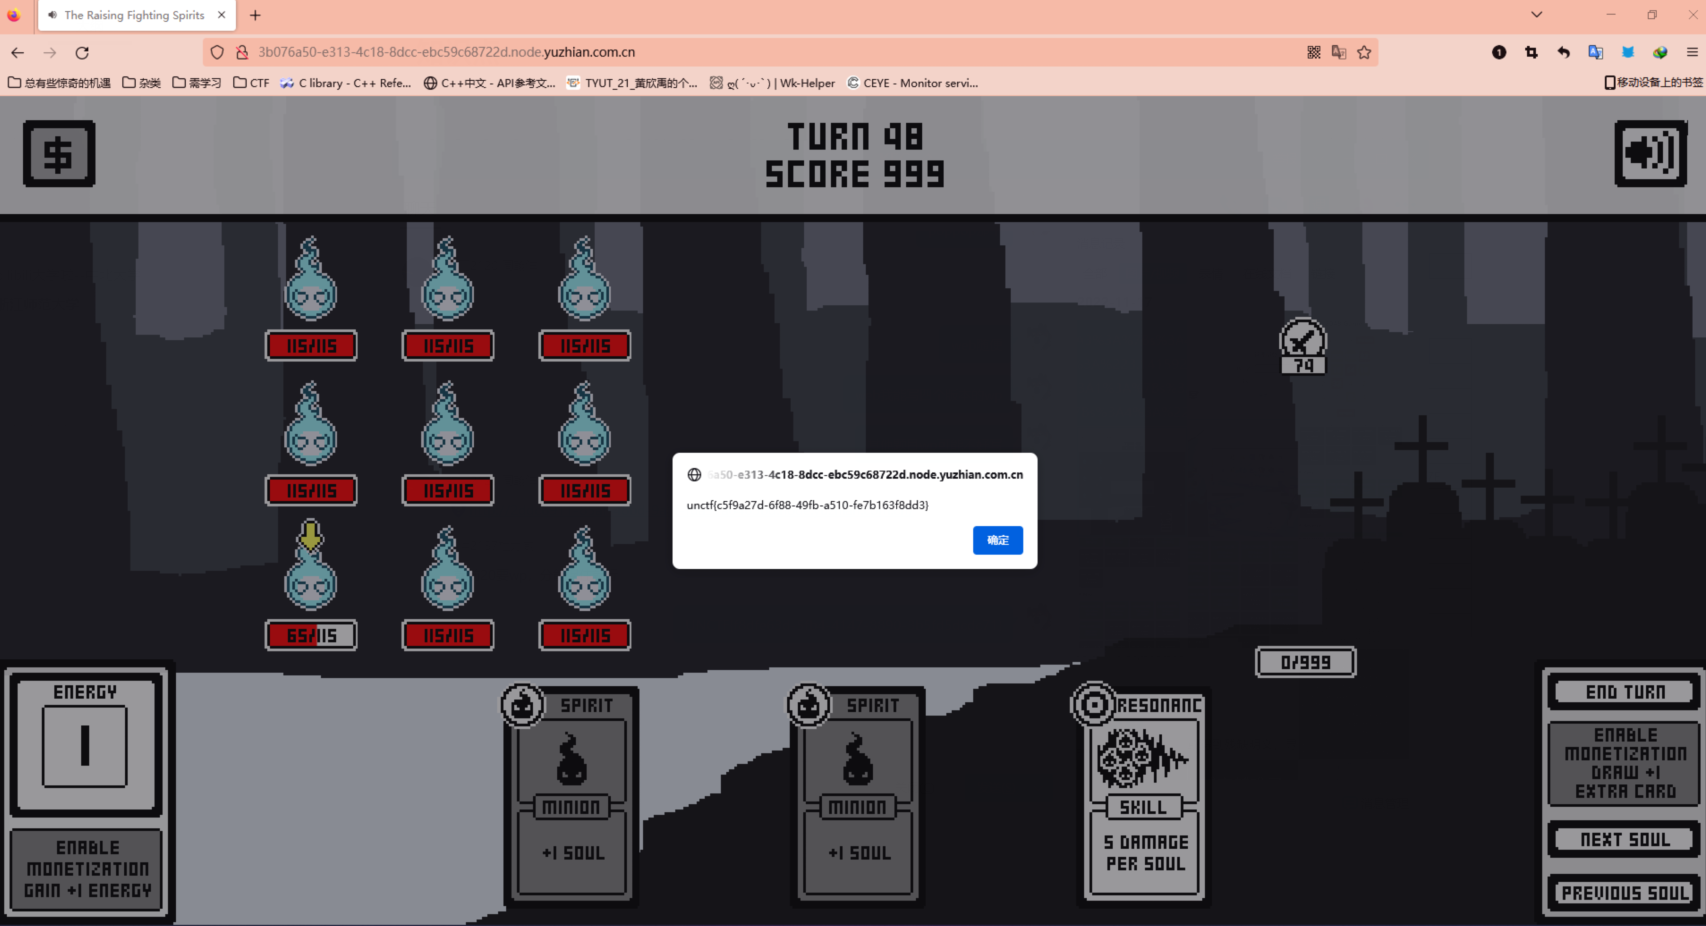 The Raising Fighting Spirits
3b076a50-e313-4c18-8dcc-ebc59c68722d.node.yuzhian.com.cn
总有些惊奇的机遇 杂类 需学习 CTF C library - C++ Refe... C++中文 - API参考文... TYUT_21_黄欣禹的个... ღ( ´･ᴗ･` ) | Wk-Helper CEYE - Monitor servi... 移动设备上的书签
$
TURN 48
SCORE 999
115/115 115/115 115/115
74
115/115 115/115 115/115
a50-e313-4c18-8dcc-ebc59c68722d.node.yuzhian.com.cn
unctf{c5f9a27d-6f88-49fb-a510-fe7b163f8dd3}
确定
65/115 115/115 115/115
0/999
ENERGY
1
ENABLE
MONETIZATION
GAIN +1 ENERGY
SPIRIT
MINION
+1 SOUL
SPIRIT
MINION
+1 SOUL
RESONANC
SKILL
5 DAMAGE
PER SOUL
END TURN
ENABLE
MONETIZATION
DRAW +1
EXTRA CARD
NEXT SOUL
PREVIOUS SOUL